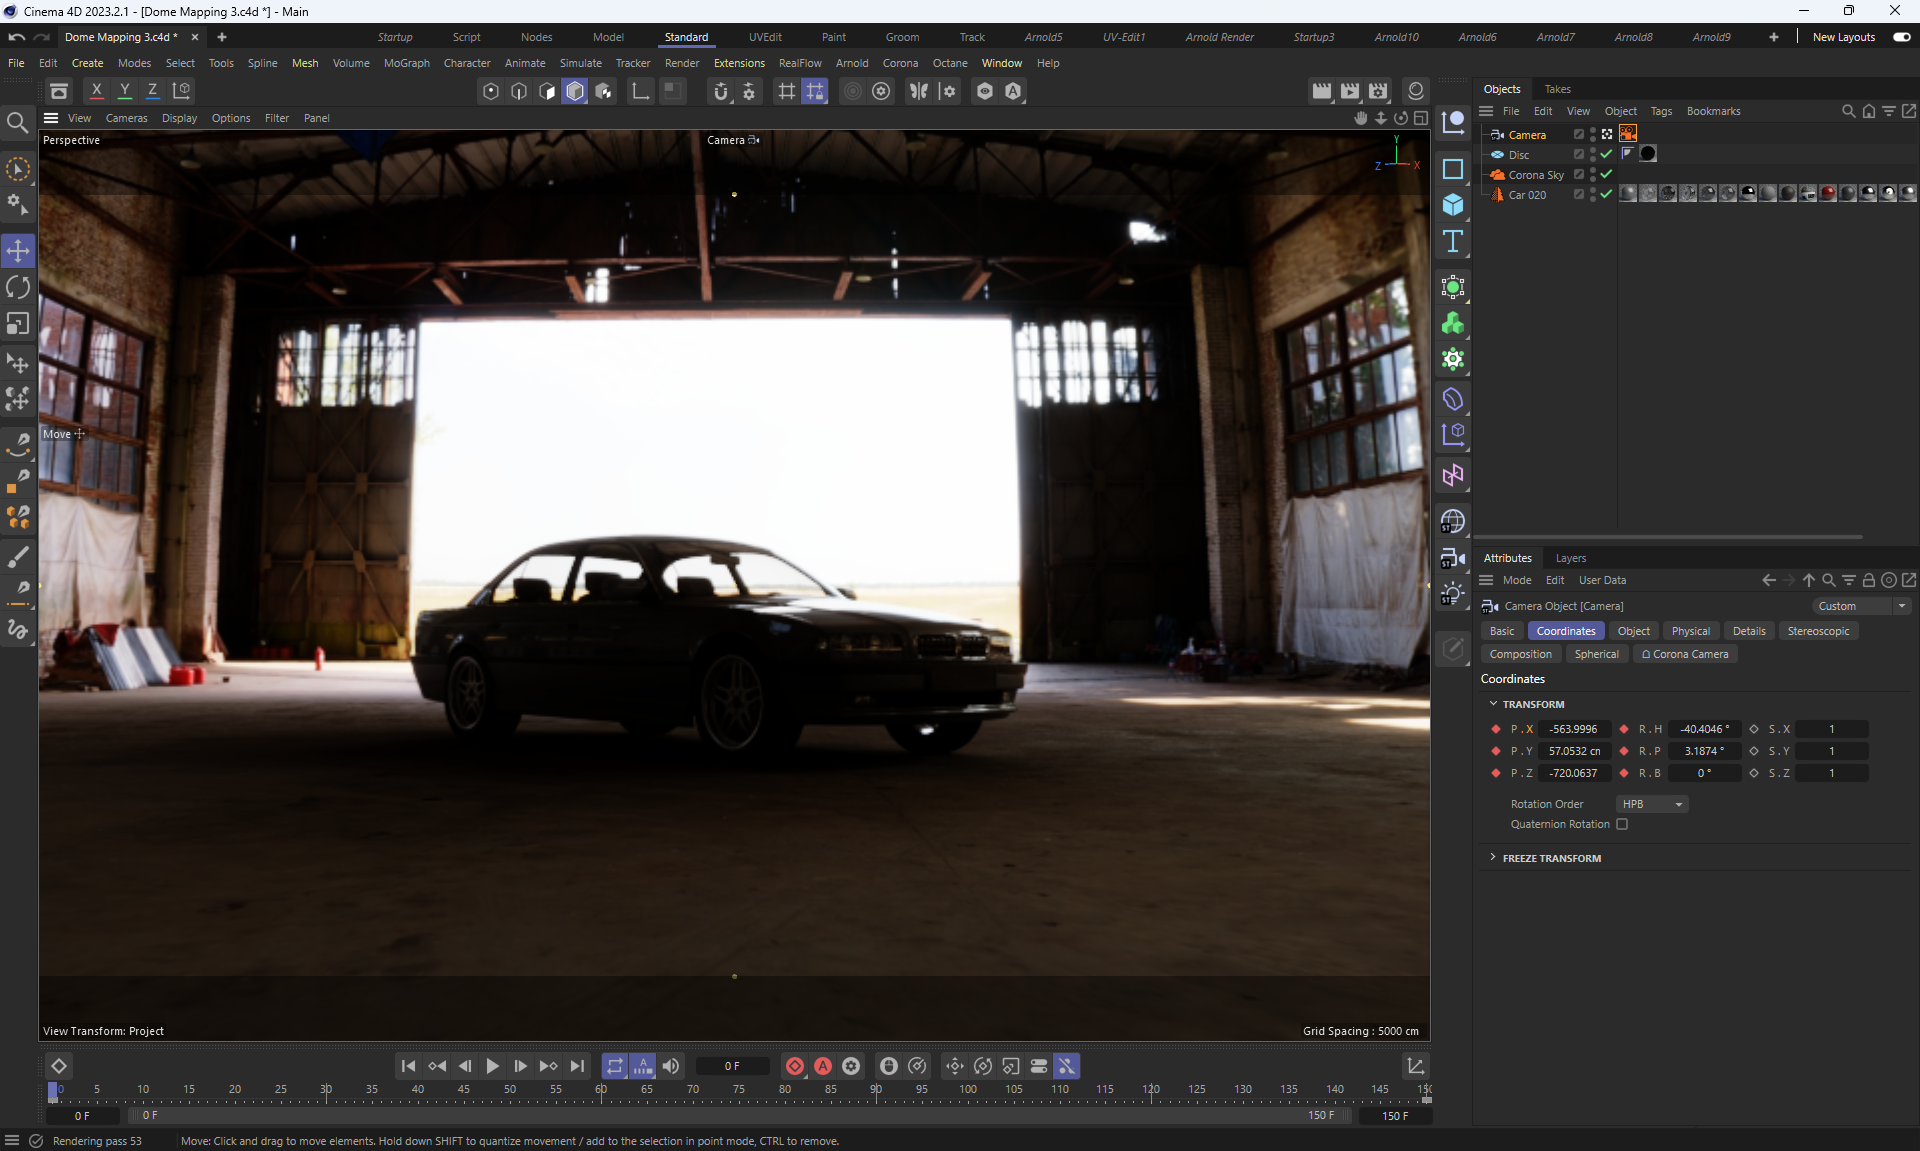 Cinema 4D 2023.2.1 - [Dome Mapping 3.c4d *] - Main
Dome Mapping 3.c4d * × +
Startup Script Nodes Model Standard UVEdit Paint Groom Track Arnold5 UV-Edit1 Arnold Render Startup3 Arnold10 Arnold6 Arnold7 Arnold8 Arnold9 + New Layouts
File Edit Create Modes Select Tools Spline Mesh Volume MoGraph Character Animate Simulate Tracker Render Extensions RealFlow Arnold Corona Octane Window Help
X Y Z
Objects Takes
File Edit View Object Tags Bookmarks
View Cameras Display Options Filter Panel
Perspective
Camera
Y
Z X
Camera
Disc
Corona Sky
Car 020
Move
ST
ST
ST
Attributes Layers
Mode Edit User Data
Camera Object [Camera]
Custom
Basic Coordinates Object Physical Details Stereoscopic
Composition Spherical Corona Camera
Coordinates
TRANSFORM
P . X -563.9996 R . H -40.4046 ° S . X 1
P . Y 57.0532 cn R . P 3.1874 ° S . Y 1
P . Z -720.0637 R . B 0 ° S . Z 1
Rotation Order HPB
Quaternion Rotation
FREEZE TRANSFORM
View Transform: Project
Grid Spacing : 5000 cm
A 0 F A
0 5 10 15 20 25 30 35 40 45 50 55 60 65 70 75 80 85 90 95 100 105 110 115 120 125 130 135 140 145 150
0 F 0 F 150 F 150 F
Rendering pass 53
Move: Click and drag to move elements. Hold down SHIFT to quantize movement / add to the selection in point mode, CTRL to remove.